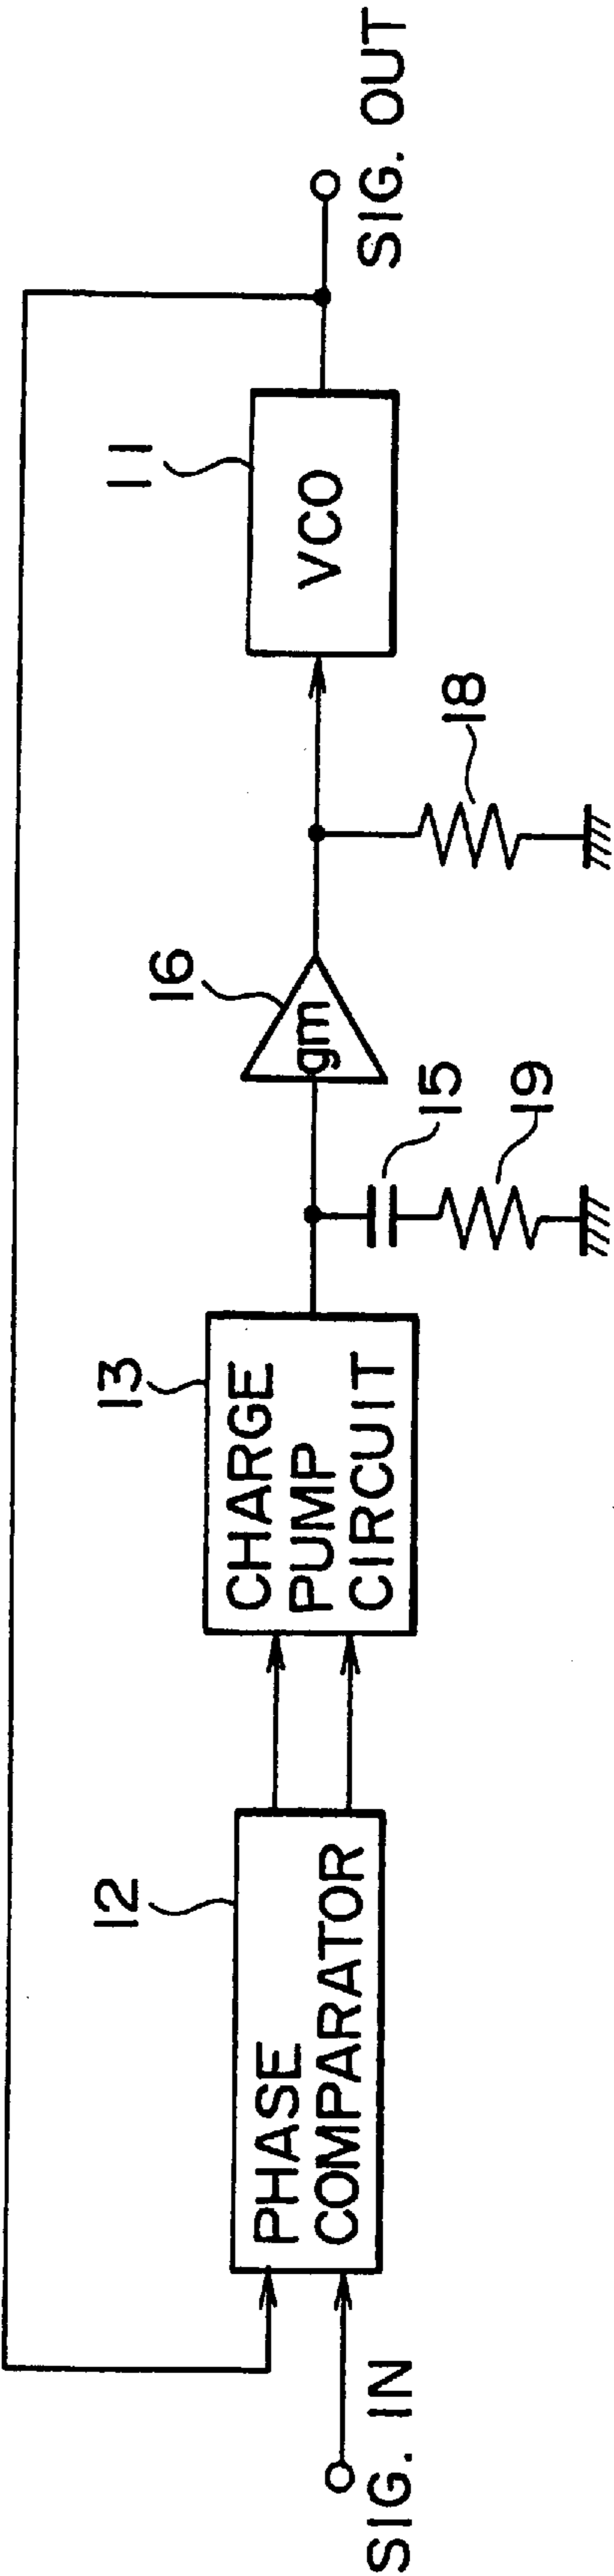 SIG. IN
12
PHASE
COMPARATOR
13
CHARGE
PUMP
CIRCUIT
15
19
16
gm
18
11
VCO
SIG. OUT